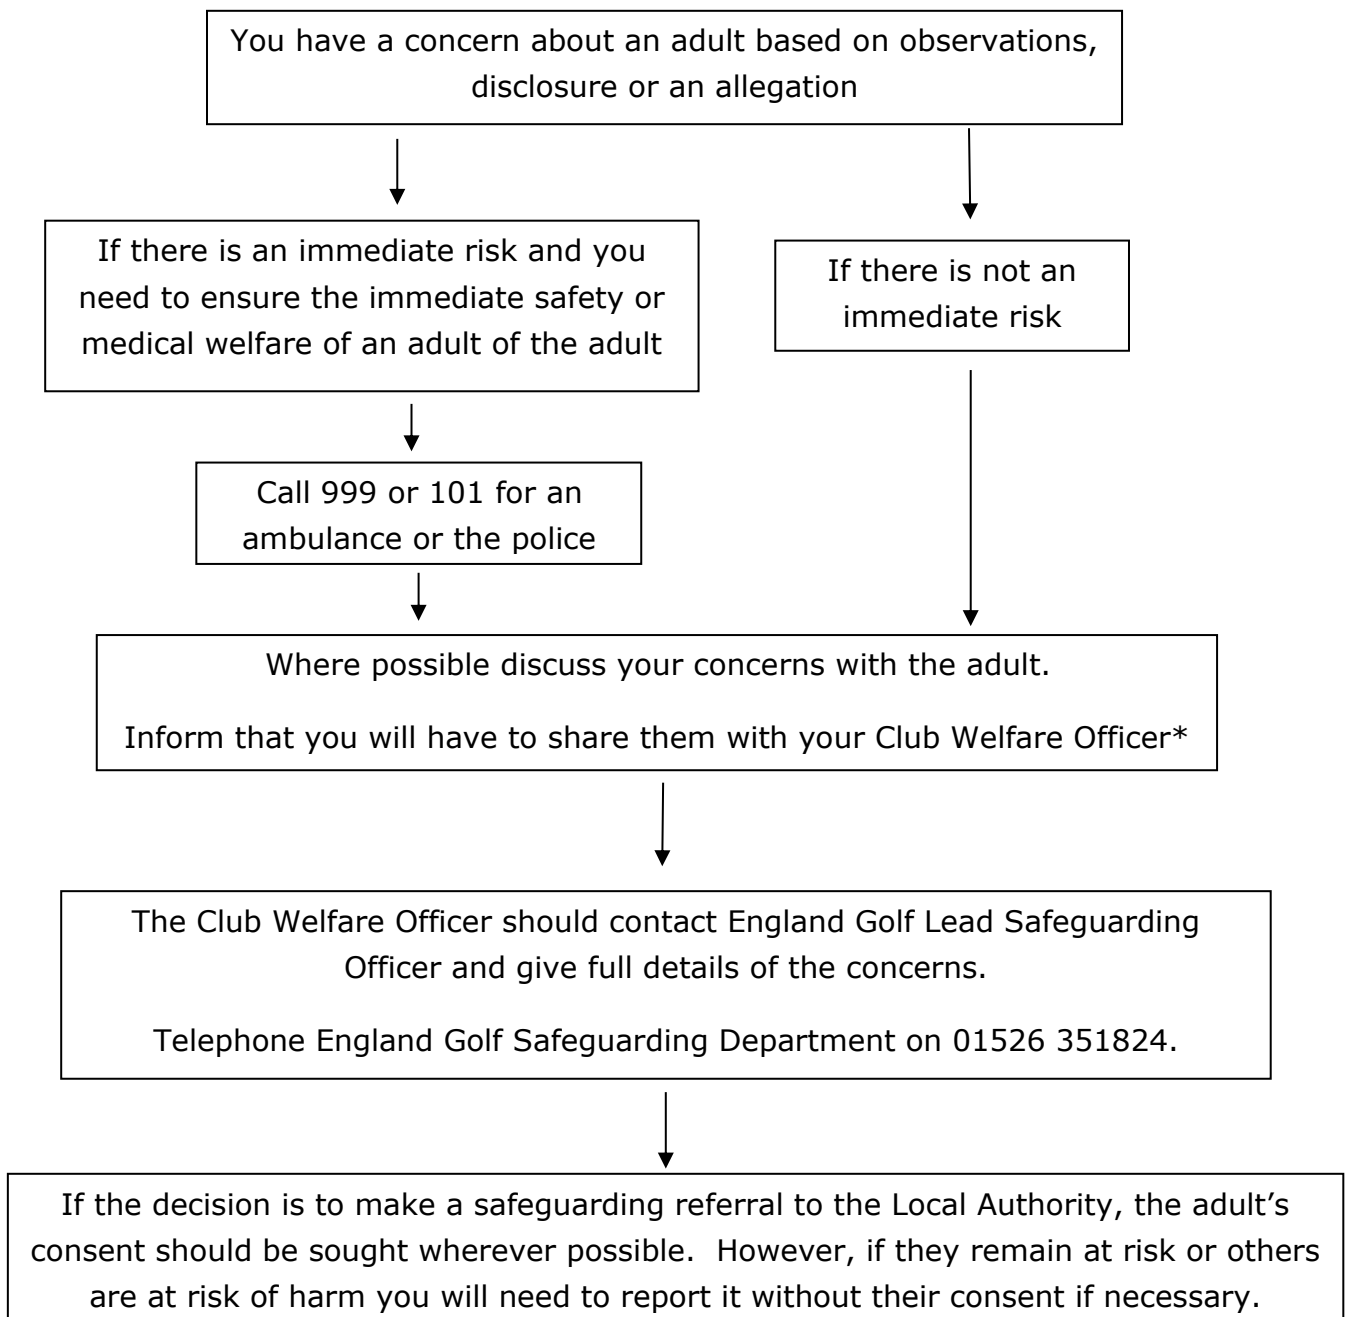 You have a concern about an adult based on observations,
disclosure or an allegation
If there is an immediate risk and you
need to ensure the immediate safety or
medical welfare of an adult of the adult
If there is not an
immediate risk
Call 999 or 101 for an
ambulance or the police
Where possible discuss your concerns with the adult.
Inform that you will have to share them with your Club Welfare Officer*
The Club Welfare Officer should contact England Golf Lead Safeguarding
Officer and give full details of the concerns.
Telephone England Golf Safeguarding Department on 01526 351824.
If the decision is to make a safeguarding referral to the Local Authority, the adult’s
consent should be sought wherever possible.  However, if they remain at risk or others
are at risk of harm you will need to report it without their consent if necessary.